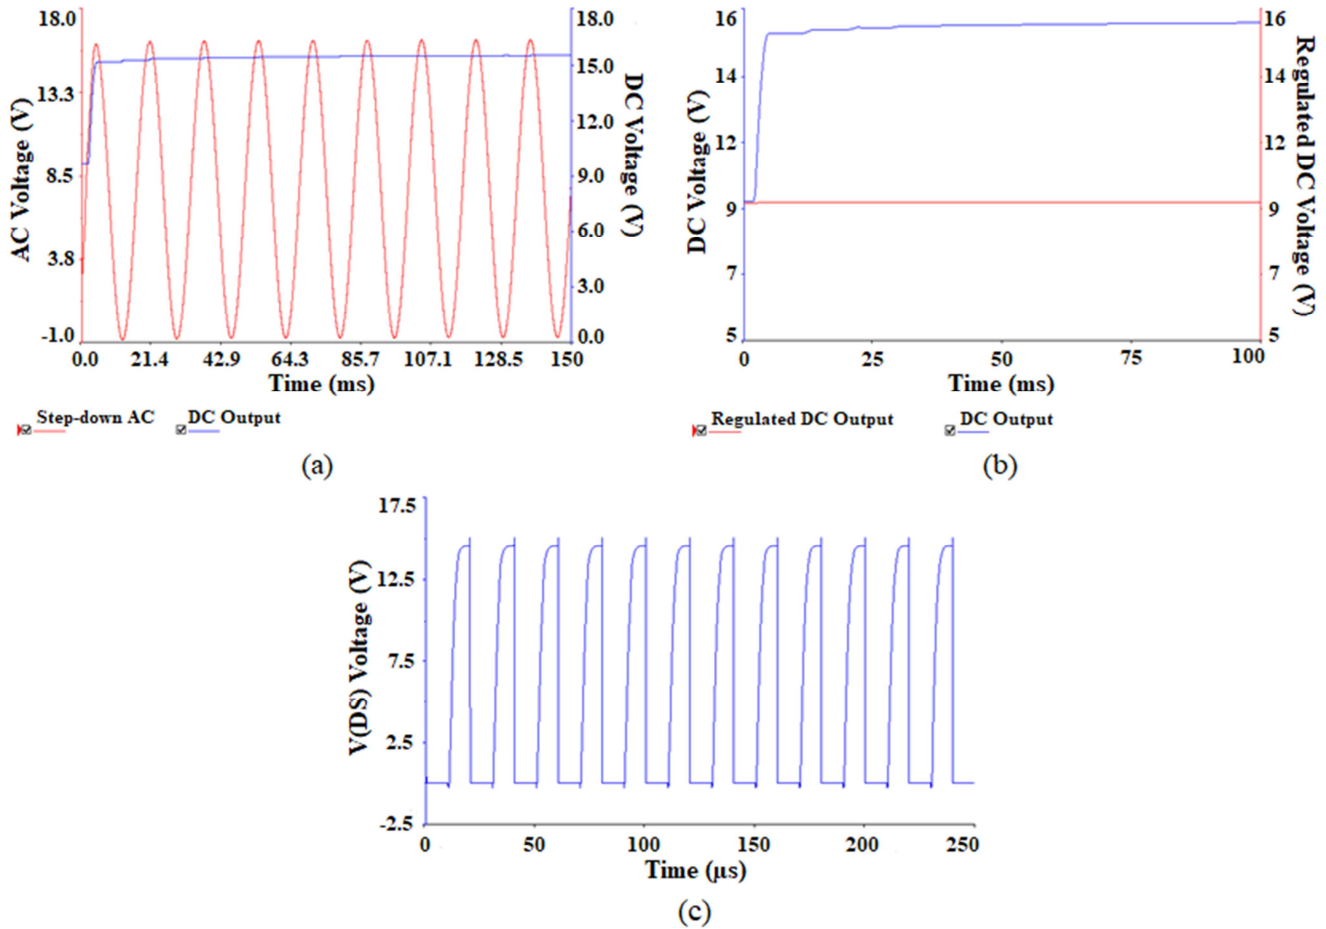 18.0
13.3
8.5
3.8
-1.0
AC Voltage (V)
18.0
15.0
12.0
9.0
6.0
3.0
0.0
DC Voltage (V)
0.0 21.4 42.9 64.3 85.7 107.1 128.5 150
Time (ms)
Step-down AC DC Output
(a)
16
14
12
9
7
5
DC Voltage (V)
16
14
12
9
7
5
Regulated DC Voltage (V)
0 25 50 75 100
Time (ms)
Regulated DC Output DC Output
(b)
17.5
12.5
7.5
2.5
-2.5
V(DS) Voltage (V)
0 50 100 150 200 250
Time (µs)
(c)